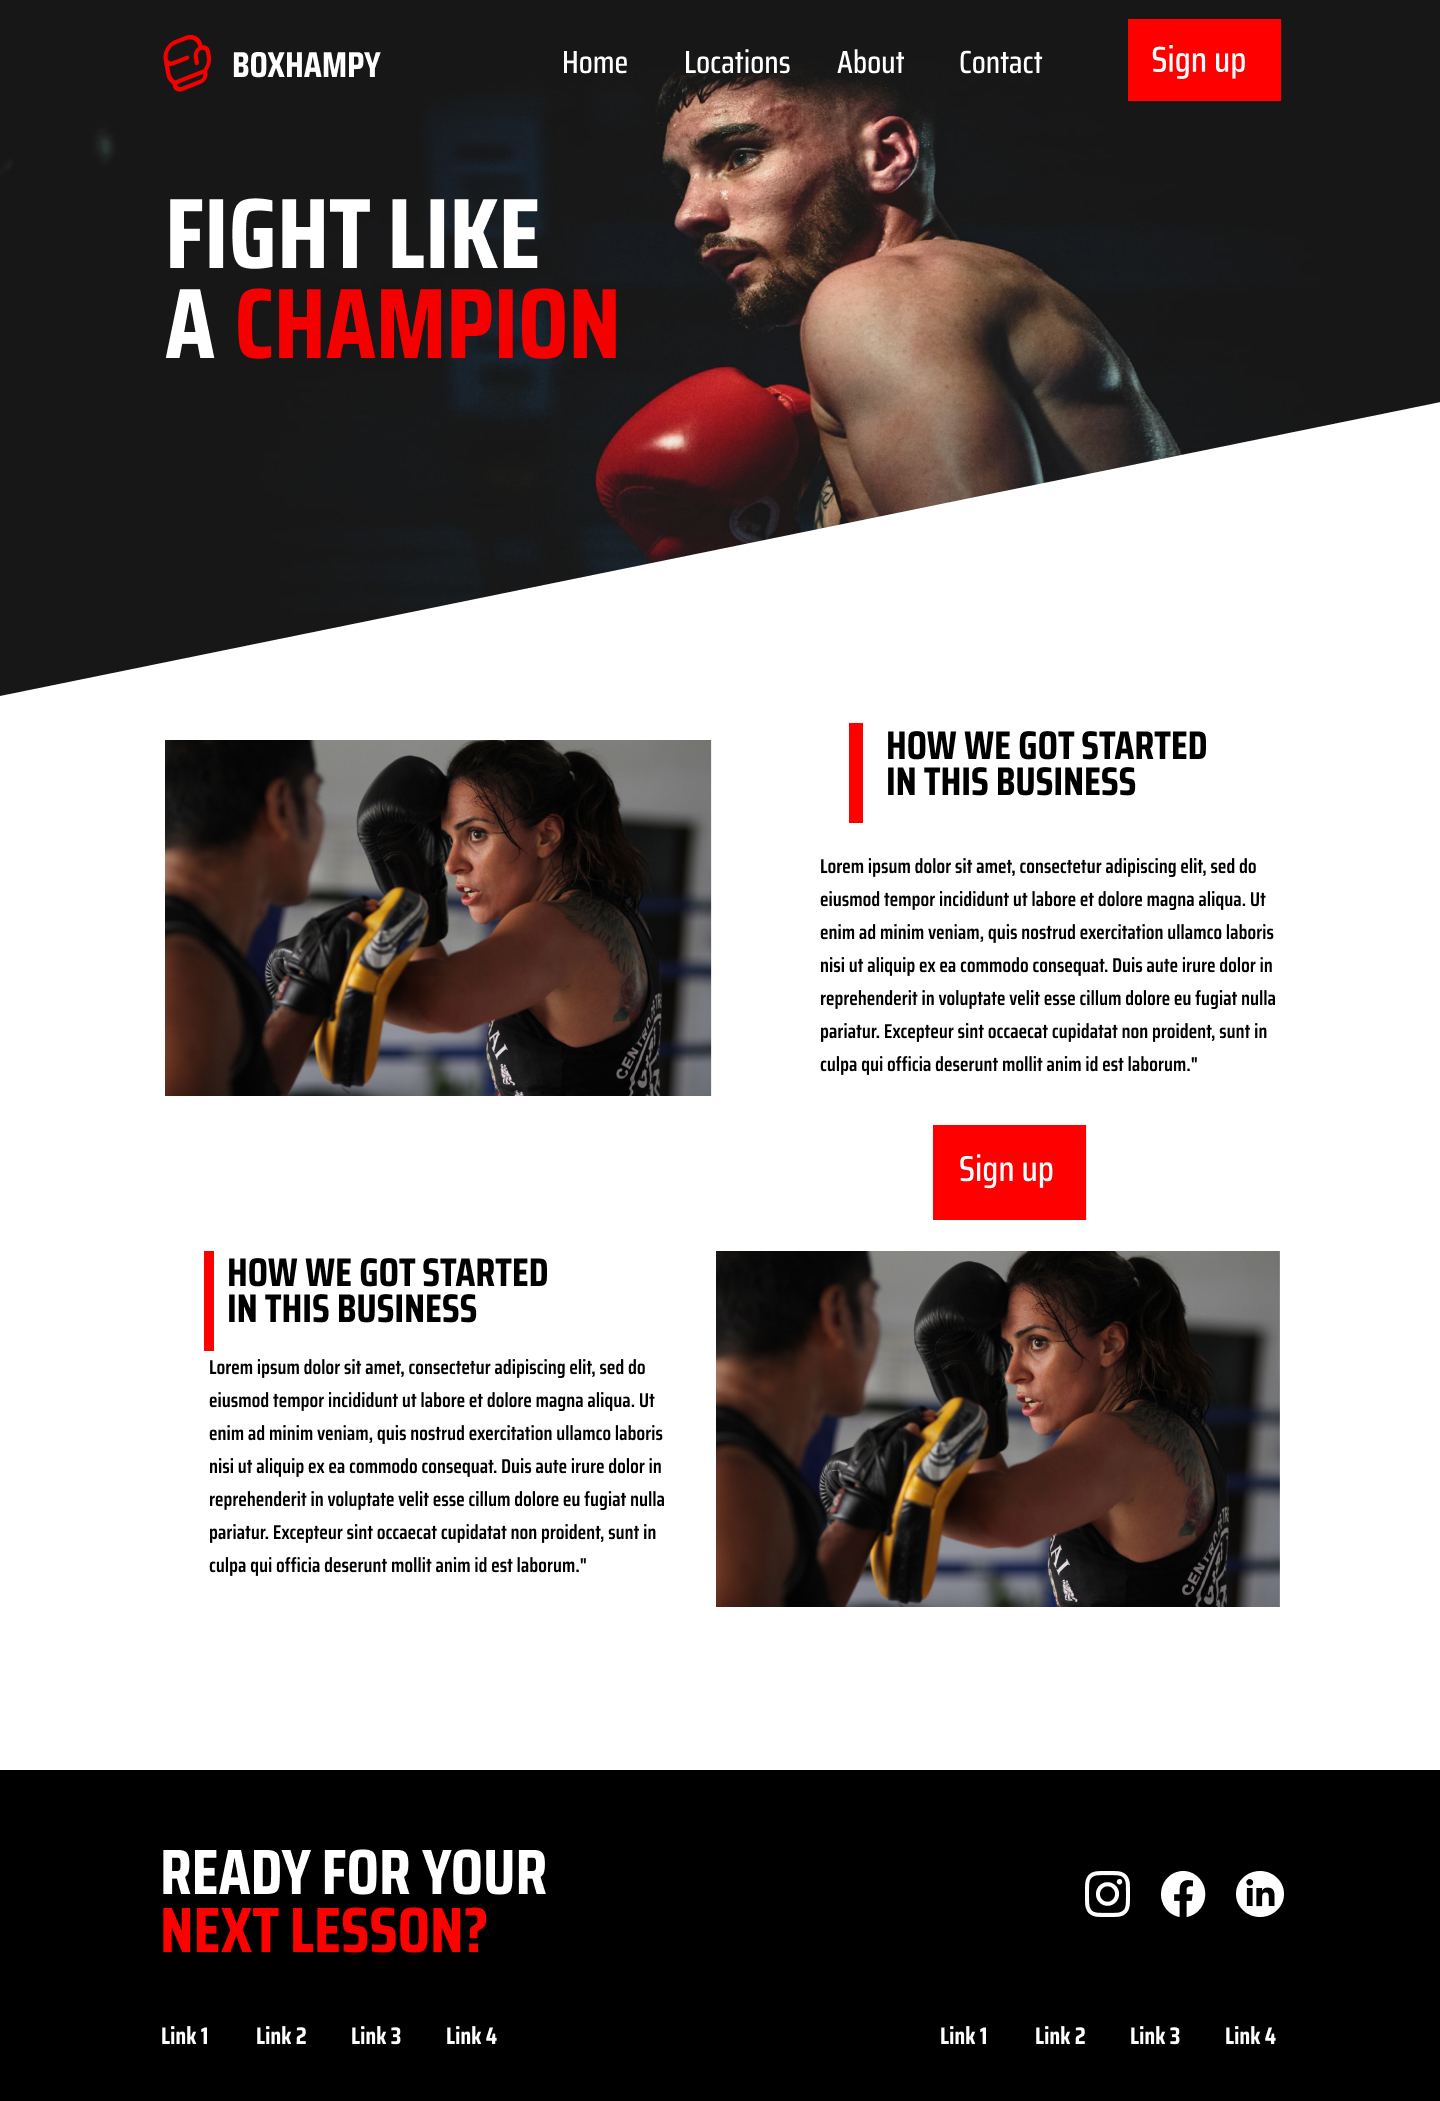 BOXHAMPY
Home
Locations
About
Contact
Sign up
FIGHT LIKE
A CHAMPION
HOW WE GOT STARTED
IN THIS BUSINESS
Lorem ipsum dolor sit amet, consectetur adipiscing elit, sed do
eiusmod tempor incididunt ut labore et dolore magna aliqua. Ut
enim ad minim veniam, quis nostrud exercitation ullamco laboris
nisi ut aliquip ex ea commodo consequat. Duis aute irure dolor in
reprehenderit in voluptate velit esse cillum dolore eu fugiat nulla
pariatur. Excepteur sint occaecat cupidatat non proident, sunt in
culpa qui officia deserunt mollit anim id est laborum."
Sign up
HOW WE GOT STARTED
IN THIS BUSINESS
Lorem ipsum dolor sit amet, consectetur adipiscing elit, sed do
eiusmod tempor incididunt ut labore et dolore magna aliqua. Ut
enim ad minim veniam, quis nostrud exercitation ullamco laboris
nisi ut aliquip ex ea commodo consequat. Duis aute irure dolor in
reprehenderit in voluptate velit esse cillum dolore eu fugiat nulla
pariatur. Excepteur sint occaecat cupidatat non proident, sunt in
culpa qui officia deserunt mollit anim id est laborum."
READY FOR YOUR
NEXT LESSON?
Link 1
Link 2
Link 3
Link 4
Link 1
Link 2
Link 3
Link 4